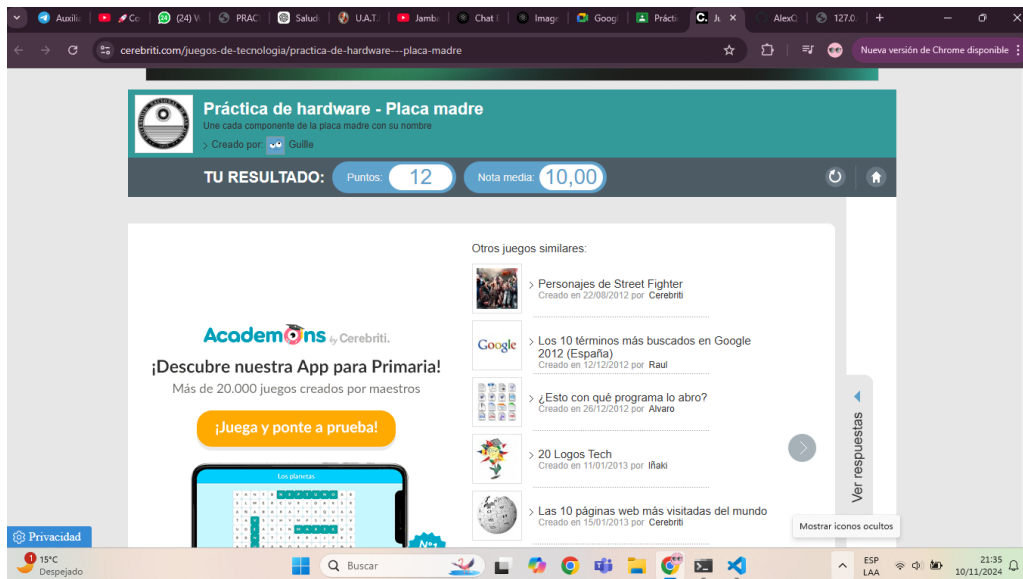 Auxilia
Co
(24) W
PRAC
Salud
U.A.T.
Jamb
Chat
Image
Googl
Prácti
AlexC
127.0.
cerebriti.com/juegos-de-tecnologia/practica-de-hardware---placa-madre
Nueva versión de Chrome disponible
Práctica de hardware - Placa madre
Une cada componente de la placa madre con su nombre
Creado por: Guille
TU RESULTADO: Puntos: 12 Nota media: 10,00
Otros juegos similares:
Personajes de Street Fighter
Creado en 22/08/2012 por Cerebriti
Google
Los 10 términos más buscados en Google
2012 (España)
Creado en 12/12/2012 por Raul
¿Esto con qué programa lo abro?
Creado en 26/12/2012 por Alvaro
20 Logos Tech
Creado en 11/01/2013 por Iñaki
Las 10 páginas web más visitadas del mundo
Creado en 15/01/2013 por Cerebriti
Academons by Cerebriti.
¡Descubre nuestra App para Primaria!
Más de 20.000 juegos creados por maestros
¡Juega y ponte a prueba!
Los planetas
Nº1
Ver respuestas
Mostrar iconos ocultos
Privacidad
1
15°C
Despejado
Buscar
ESP
LAA
21:35
10/11/2024